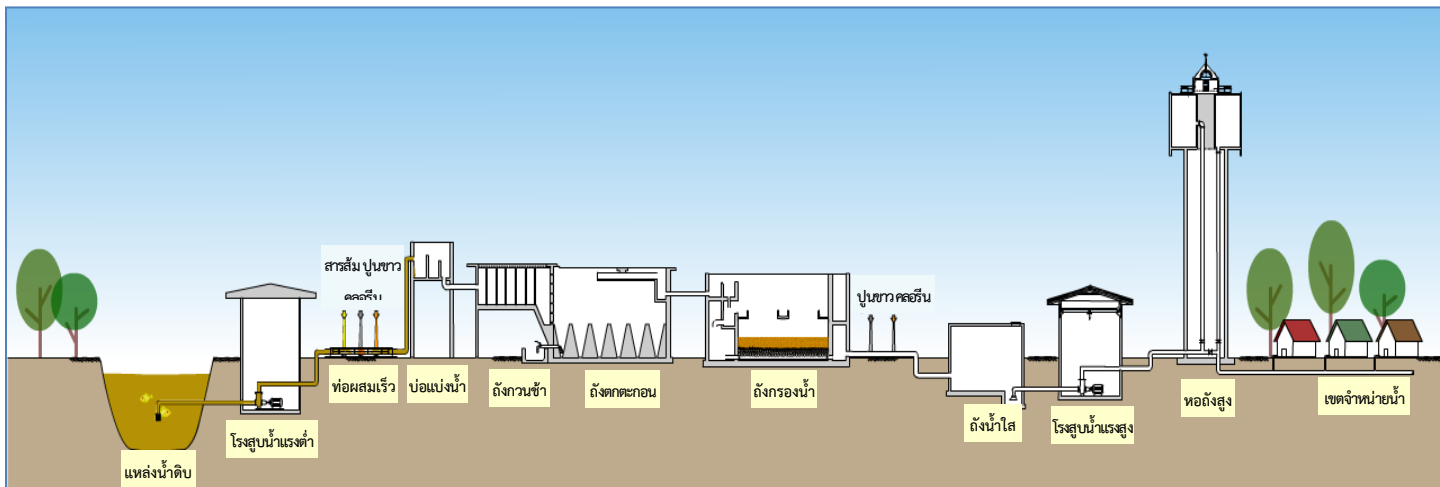 สารส้ม ปูนขาว
คลอรีน
ปูนขาว คลอรีน
แหล่งน้ำดิบ
โรงสูบน้ำแรงต่ำ
ท่อผสมเร็ว
บ่อแบ่งน้ำ
ถังกวนช้า
ถังตกตะกอน
ถังกรองน้ำ
ถังน้ำใส
โรงสูบน้ำแรงสูง
หอถังสูง
เขตจำหน่ายน้ำ